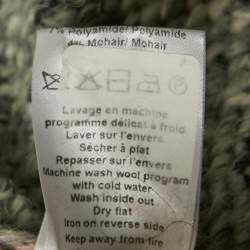 7% Polyamide/ Polyamide
Mohair/ Mohair
Lavage en machine
programme délicat à froid
Laver sur l'envers
Sécher à plat
Repasser sur l'envers
Machine wash wool program
with cold water
Wash inside out
Dry flat
Iron on reverse side
Keep away from